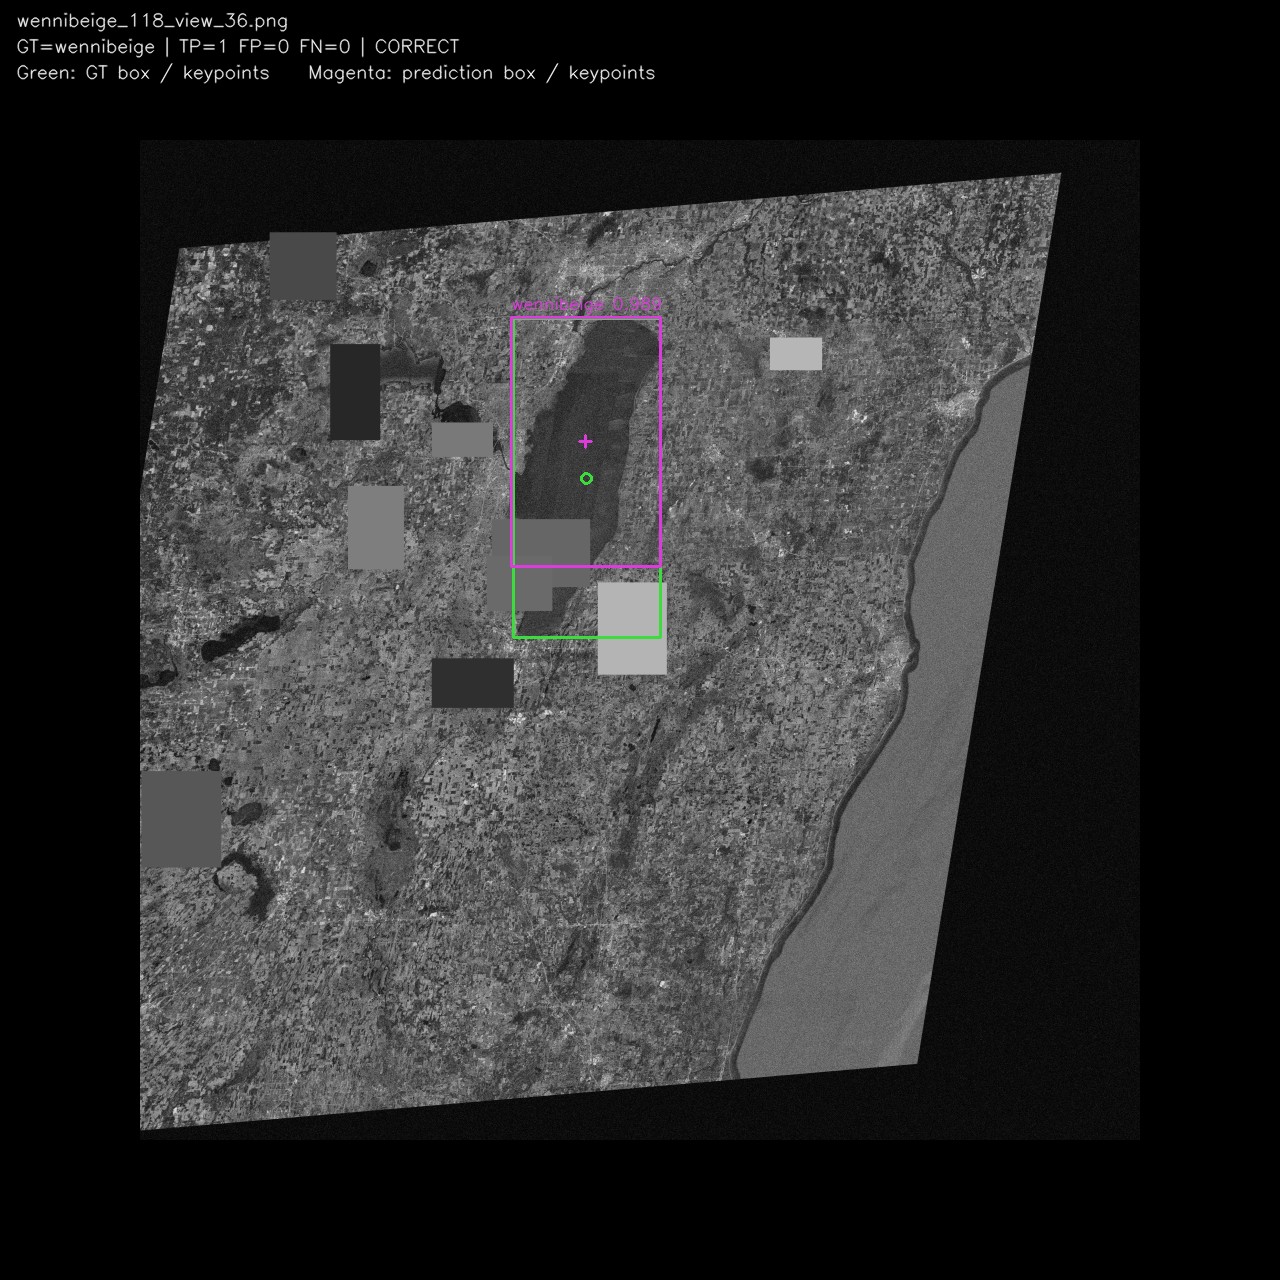 wennibeige_118_view_36.png
GT=wennibeige | TP=1 FP=0 FN=0 | CORRECT
Green: GT box / keypoints    Magenta: prediction box / keypoints
wennibeige